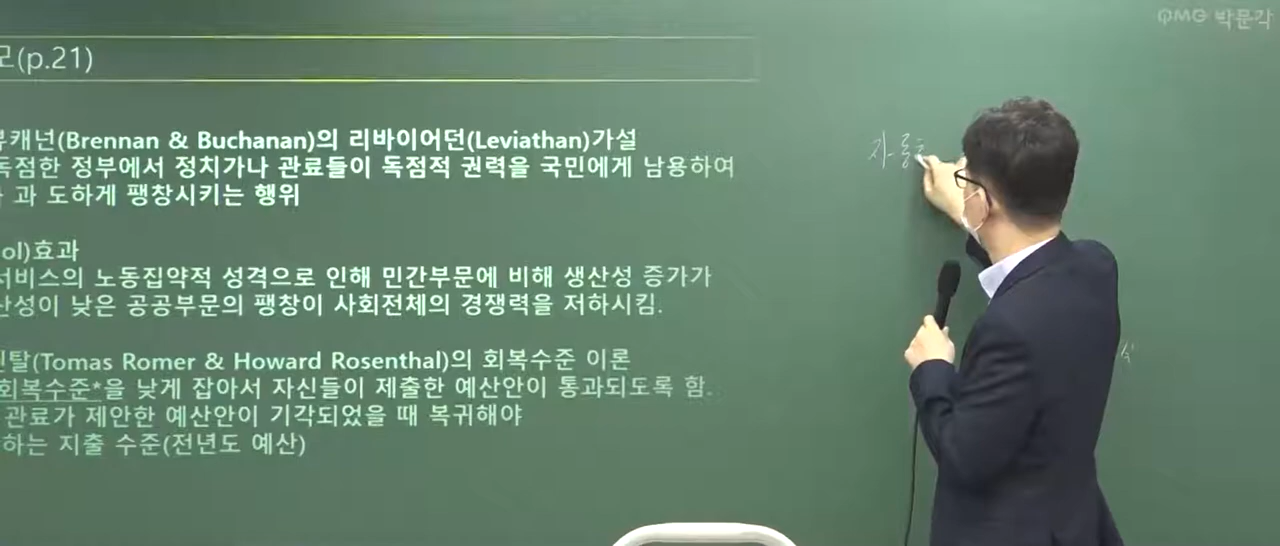 QMG 박문각
모(p.21)
뷰캐넌(Brennan & Buchanan)의 리바이어던(Leviathan)가설
독점한 정부에서 정치가나 관료들이 독점적 권력을 국민에게 남용하여
과 도하게 팽창시키는 행위
ol)효과
서비스의 노동집약적 성격으로 인해 민간부문에 비해 생산성 증가가
산성이 낮은 공공부문의 팽창이 사회전체의 경쟁력을 저하시킴.
탈(Tomas Romer & Howard Rosenthal)의 회복수준 이론
회복수준*을 낮게 잡아서 자신들이 제출한 예산안이 통과되도록 함.
관료가 제안한 예산안이 기각되었을 때 복귀해야
하는 지출 수준(전년도 예산)
자동